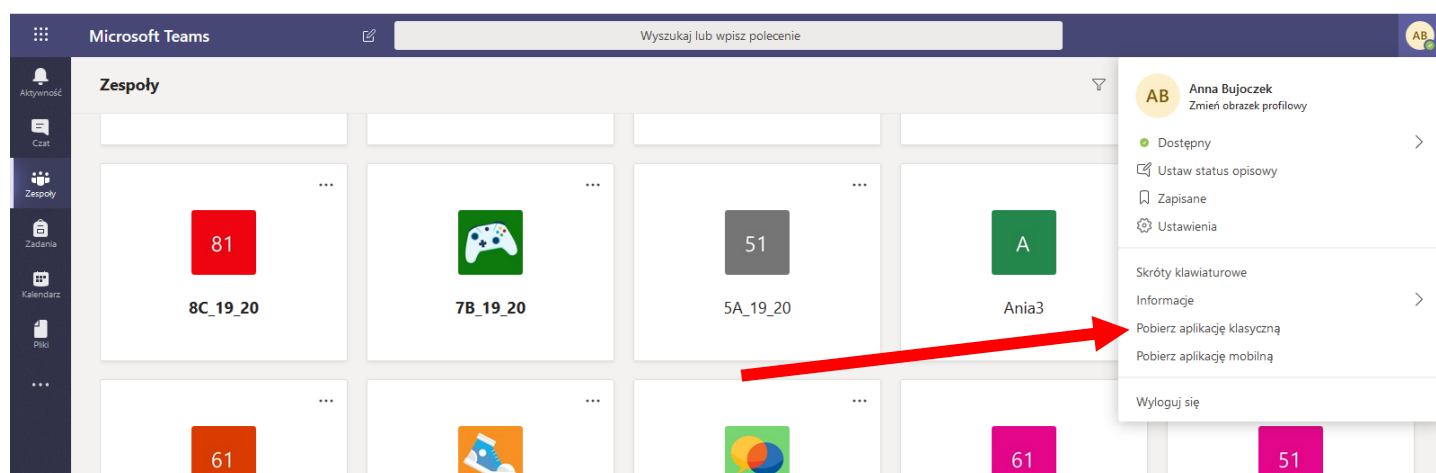 Microsoft Teams
Wyszukaj lub wpisz polecenie
AB
Aktywność
Czat
Zespoły
Zadania
Kalendarz
Pliki
Zespoły
81
8C_19_20
7B_19_20
51
5A_19_20
A
Ania3
61
61
51
AB
Anna Bujoczek
Zmień obrazek profilowy
Dostępny
Ustaw status opisowy
Zapisane
Ustawienia
Skróty klawiaturowe
Informacje
Pobierz aplikację klasyczną
Pobierz aplikację mobilną
Wyloguj się